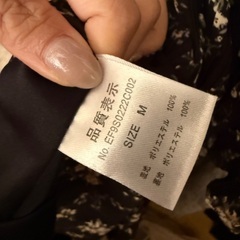 品質表示
No. EF9S0222C002
SIZE M
表地 ポリエステル 100%
裏地 ポリエステル 100%